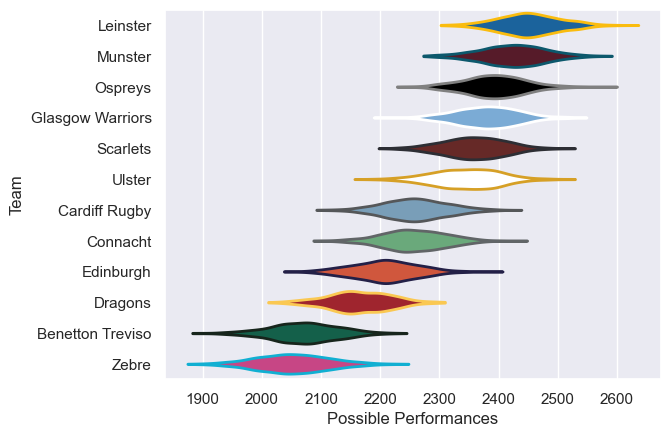 Leinster
Munster
Ospreys
Glasgow Warriors
Scarlets
Ulster
Cardiff Rugby
Connacht
Edinburgh
Dragons
Benetton Treviso
Zebre
Team
1900 2000 2100 2200 2300 2400 2500 2600
Possible Performances